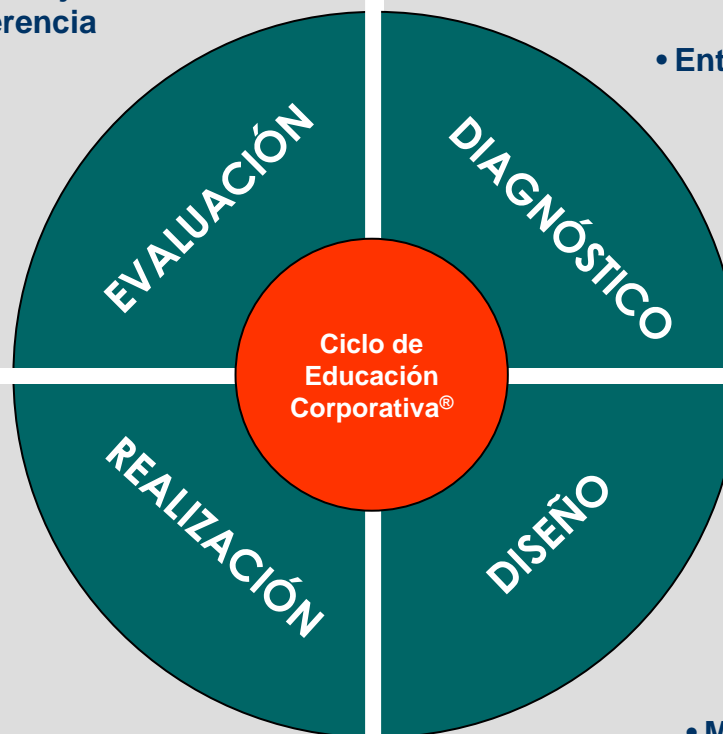 erencia
• Ent
EVALUACIÓN
DIAGNÓSTICO
Ciclo de
Educación
Corporativa®
REALIZACIÓN
DISEÑO
• M